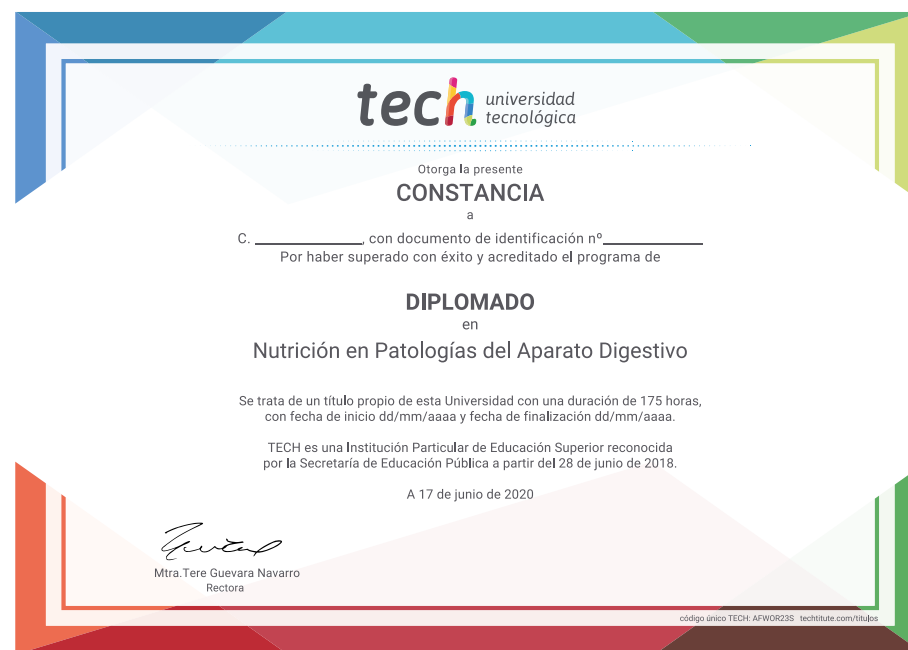 tech universidad
tecnológica
Otorga la presente
CONSTANCIA
a
C. ____________, con documento de identificación nº___________
Por haber superado con éxito y acreditado el programa de
DIPLOMADO
en
Nutrición en Patologías del Aparato Digestivo
Se trata de un título propio de esta Universidad con una duración de 175 horas,
con fecha de inicio dd/mm/aaaa y fecha de finalización dd/mm/aaaa.
TECH es una Institución Particular de Educación Superior reconocida
por la Secretaría de Educación Pública a partir del 28 de junio de 2018.
A 17 de junio de 2020
Mtra.Tere Guevara Navarro
Rectora
código único TECH: AFWOR23S techtitute.com/titulos